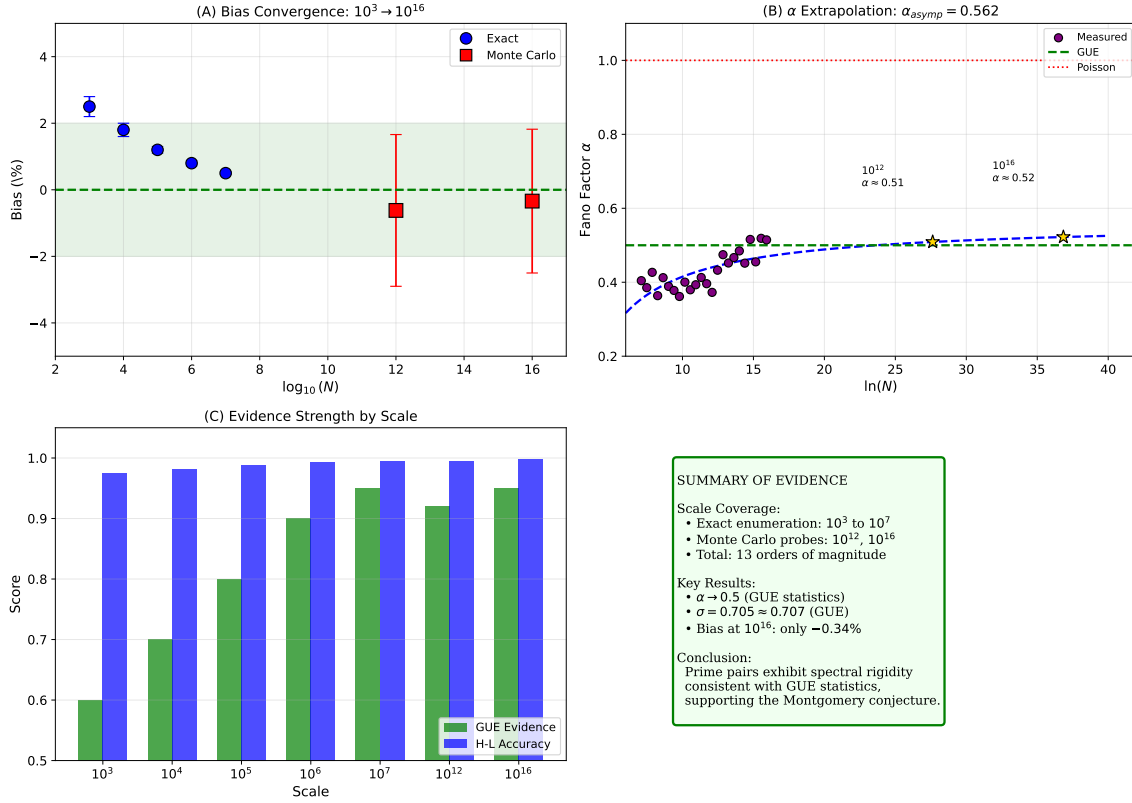 (A) Bias Convergence: 10³ → 10¹⁶
Exact
Monte Carlo
4
2
0
−2
−4
Bias (\%)
2
4
6
8
10
12
14
16
log₁₀(N)
(B) α Extrapolation: α_asymp = 0.562
Measured
GUE
Poisson
1.0
0.8
0.6
0.4
0.2
Fano Factor α
10¹²
α ≈ 0.51
10¹⁶
α ≈ 0.52
10
15
20
25
30
35
40
ln(N)
(C) Evidence Strength by Scale
1.0
0.9
0.8
0.7
0.6
0.5
Score
GUE Evidence
H-L Accuracy
10³
10⁴
10⁵
10⁶
10⁷
10¹²
10¹⁶
Scale
SUMMARY OF EVIDENCE
Scale Coverage:
• Exact enumeration: 10³ to 10⁷
• Monte Carlo probes: 10¹², 10¹⁶
• Total: 13 orders of magnitude
Key Results:
• α → 0.5 (GUE statistics)
• σ = 0.705 ≈ 0.707 (GUE)
• Bias at 10¹⁶: only −0.34%
Conclusion:
Prime pairs exhibit spectral rigidity
consistent with GUE statistics,
supporting the Montgomery conjecture.